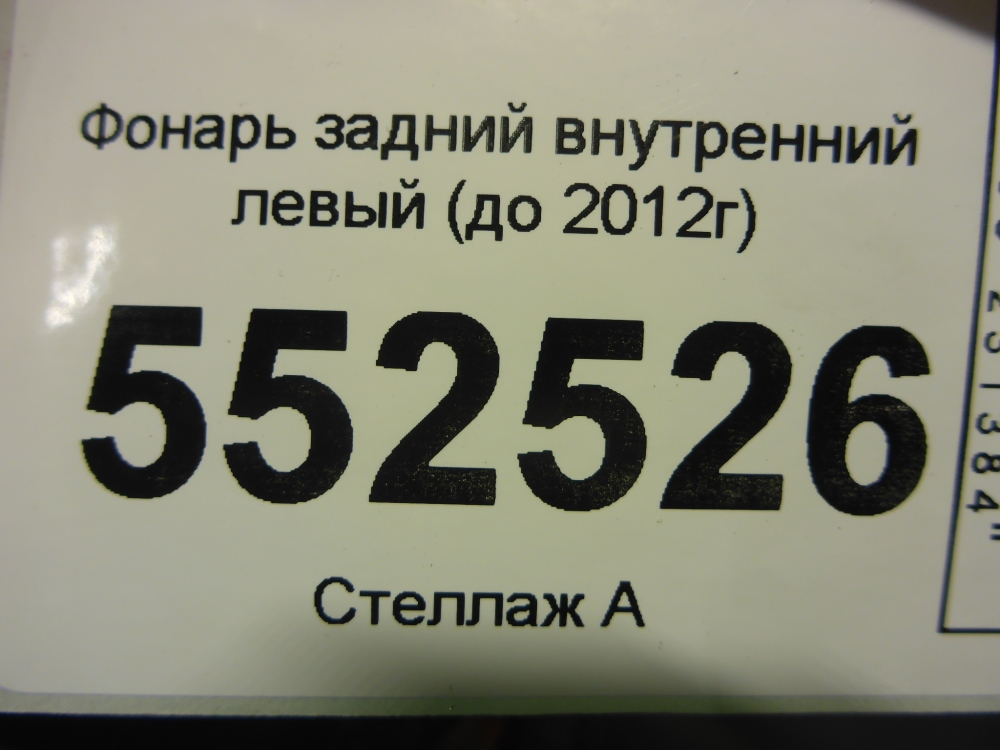 Фонарь задний внутренний
левый (до 2012г)
552526
Стеллаж А